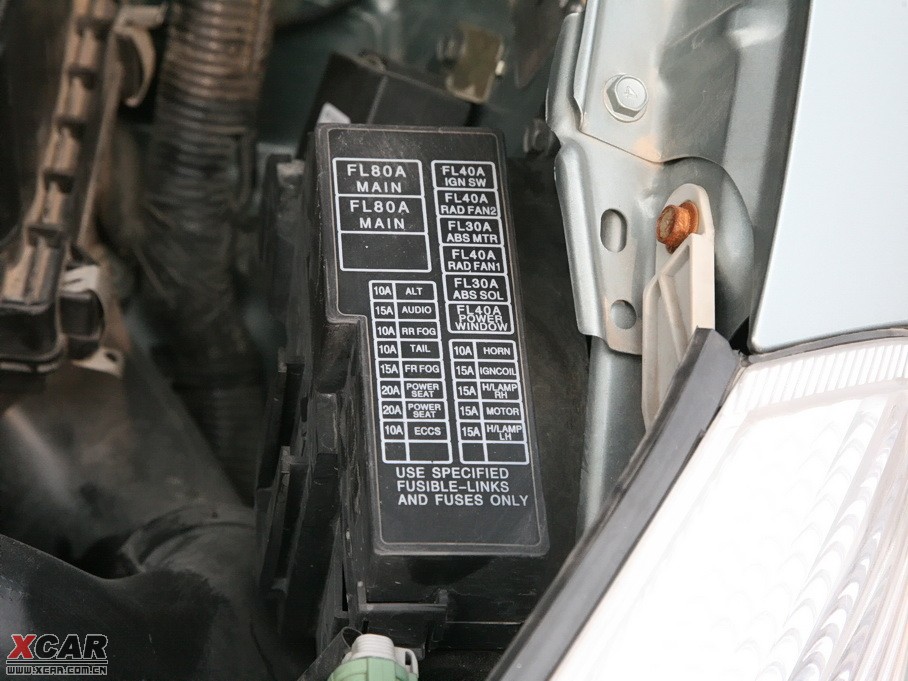 FL80A
MAIN
FL80A
MAIN
FL40A
IGN SW
FL40A
RAD FAN2
FL30A
ABS MTR
FL40A
RAD FAN1
FL30A
ABS SOL
FL40A
POWER
WINDOW
10A ALT
15A AUDIO
10A RR FOG
10A TAIL
15A FR FOG
20A POWER SEAT
20A POWER SEAT
10A ECCS
10A HORN
15A IGNCOIL
15A H/LAMP RH
15A MOTOR
15A H/LAMP LH
USE SPECIFIED
FUSIBLE-LINKS
AND FUSES ONLY
XCAR
WWW.XCAR.COM.CN